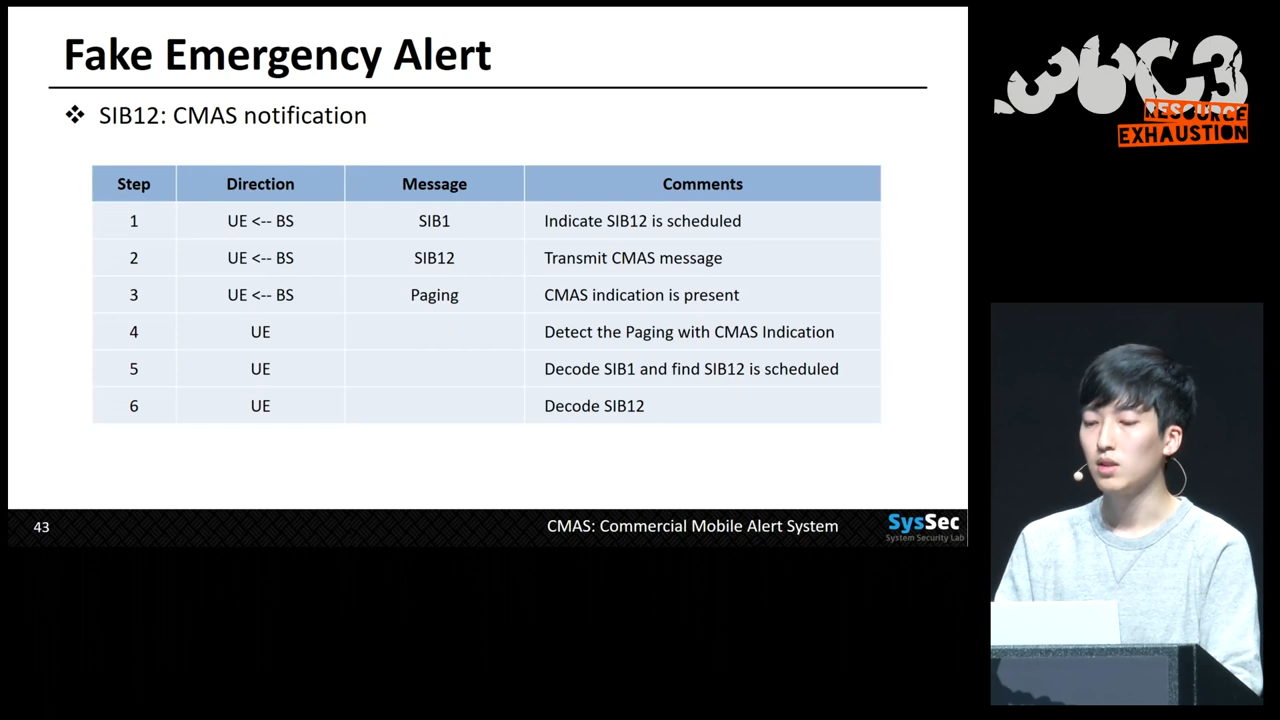 Fake Emergency Alert
❖ SIB12: CMAS notification
Step Direction Message Comments
1 UE <-- BS SIB1 Indicate SIB12 is scheduled
2 UE <-- BS SIB12 Transmit CMAS message
3 UE <-- BS Paging CMAS indication is present
4 UE Detect the Paging with CMAS Indication
5 UE Decode SIB1 and find SIB12 is scheduled
6 UE Decode SIB12
43
CMAS: Commercial Mobile Alert System
SysSec
System Security Lab
36C3
RESOURCE
EXHAUSTION